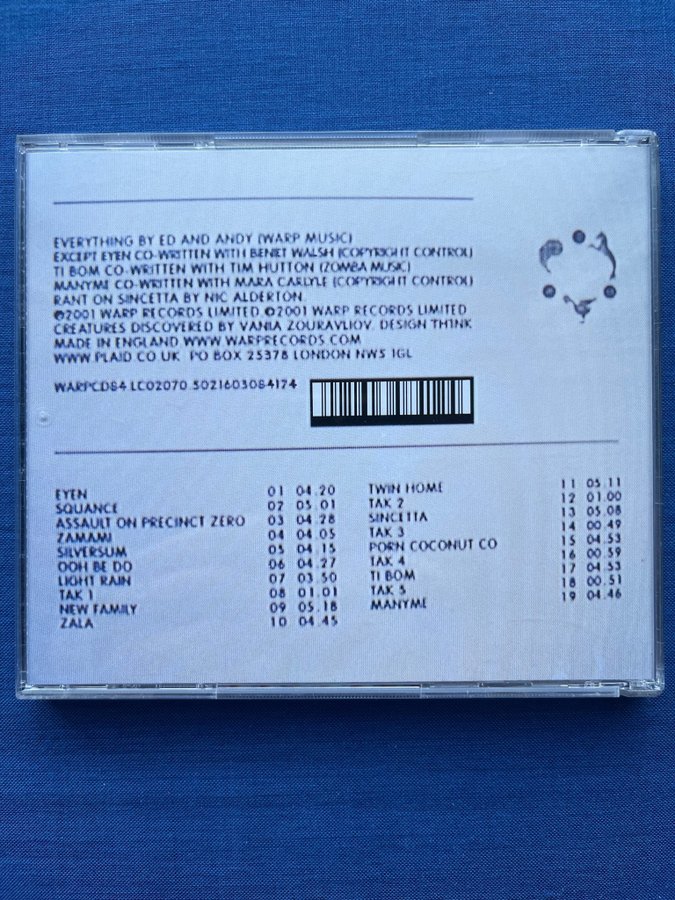 EVERYTHING BY ED AND ANDY (WARP MUSIC)
EXCEPT EYEN CO-WRITTEN WITH BENET WALSH (COPYRIGHT CONTROL)
TI BOM CO-WRITTEN WITH TIM HUTTON (ZOMBA MUSIC)
MANYME CO-WRITTEN WITH MARA CARLYLE (COPYRIGHT CONTROL)
RANT ON SINCETTA BY NIC ALDERTON.
℗2001 WARP RECORDS LIMITED ©2001 WARP RECORDS LIMITED
CREATURES DISCOVERED BY VANIA ZOURAVLIOV. DESIGN TH1NK
MADE IN ENGLAND WWW.WARPRECORDS.COM
WWW.PLAID.CO.UK PO BOX 25378 LONDON NW5 1GL
WARPCD84 LC02070 5021603084174
EYEN 01 04.20
SQUANCE 02 05.01
ASSAULT ON PRECINCT ZERO 03 04.28
ZAMAMI 04 04.05
SILVERSUM 05 04.15
OOH BE DO 06 04.27
LIGHT RAIN 07 03.50
TAK 1 08 01.01
NEW FAMILY 09 05.18
ZALA 10 04.45
TWIN HOME 11 05.11
TAK 2 12 01.00
SINCETTA 13 05.08
TAK 3 14 00.49
PORN COCONUT CO 15 04.53
TAK 4 16 00.59
TI BOM 17 04.53
TAK 5 18 00.51
MANYME 19 04.46